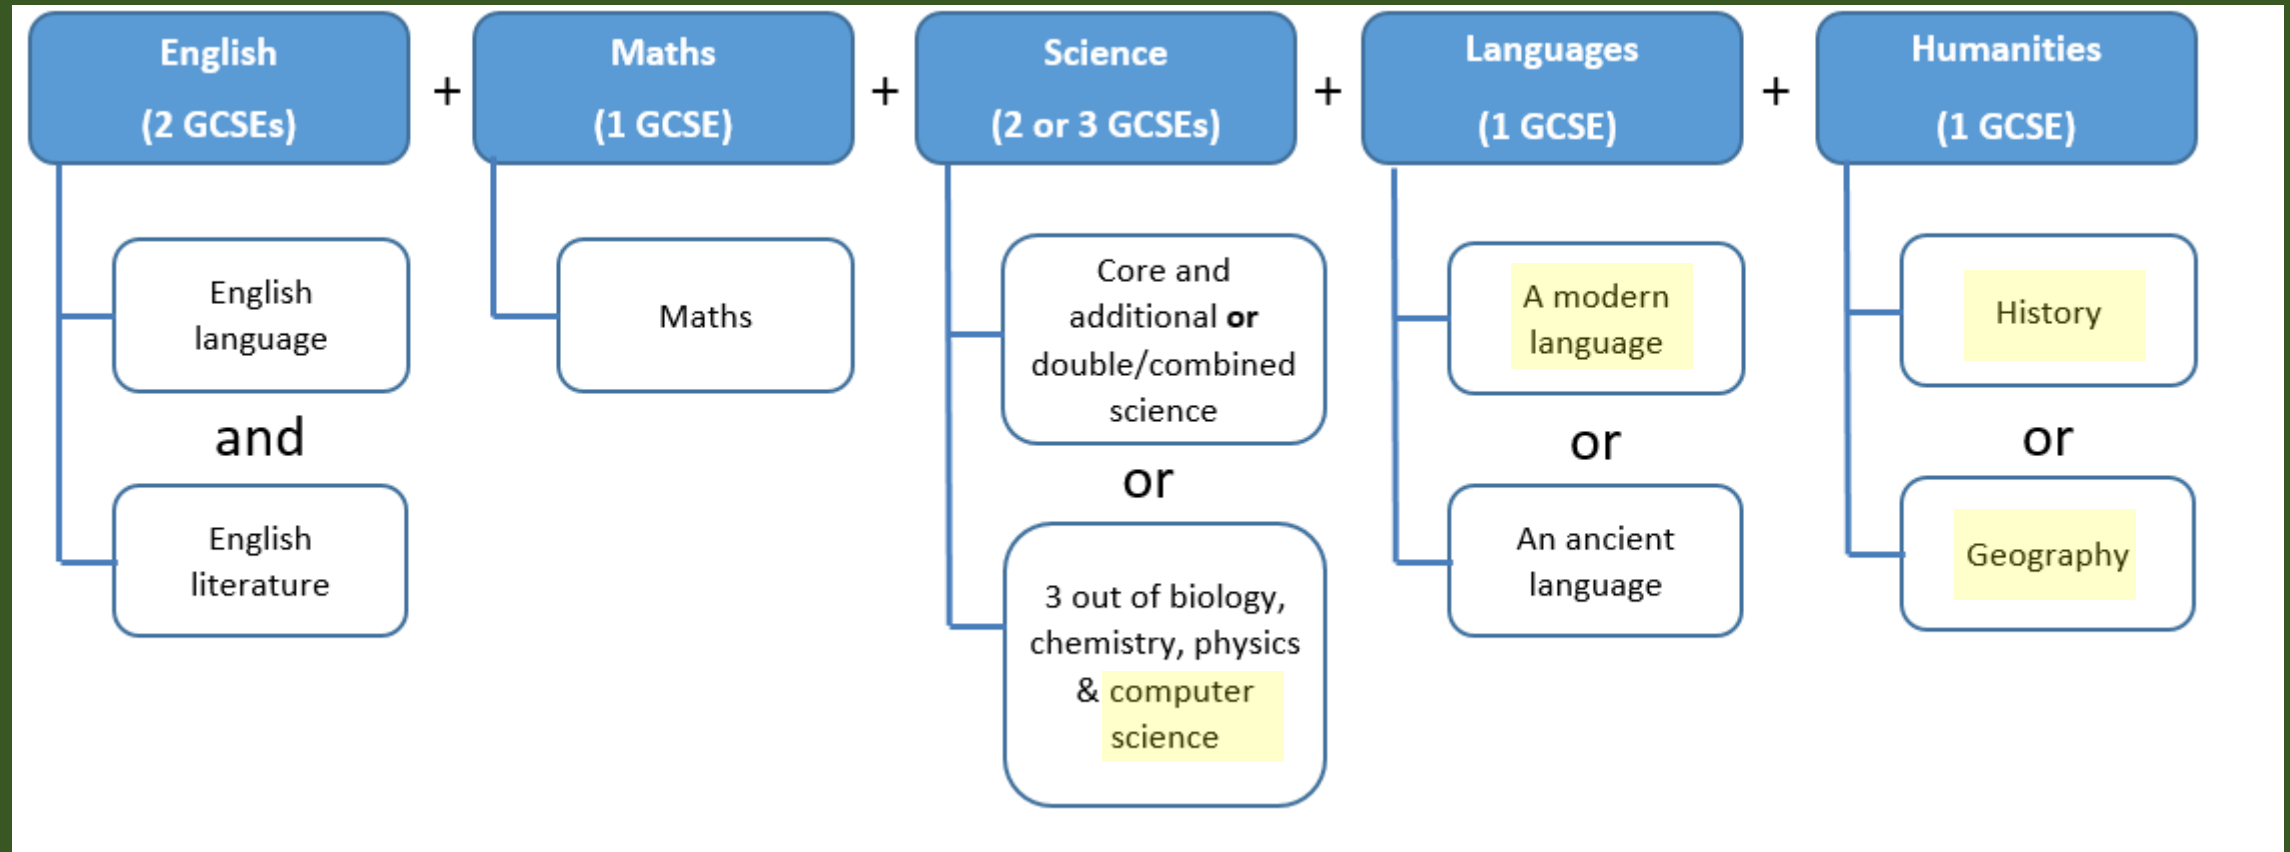 English
(2 GCSEs)
+
Maths
(1 GCSE)
+
Science
(2 or 3 GCSEs)
+
Languages
(1 GCSE)
+
Humanities
(1 GCSE)
English
language
and
English
literature
Maths
Core and
additional or
double/combined
science
or
3 out of biology,
chemistry, physics
& computer
science
A modern
language
or
An ancient
language
History
or
Geography